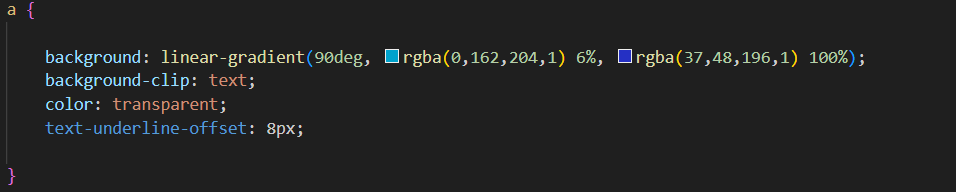 a {
background: linear-gradient(90deg, rgba(0,162,204,1) 6%, rgba(37,48,196,1) 100%);
background-clip: text;
color: transparent;
text-underline-offset: 8px;
}